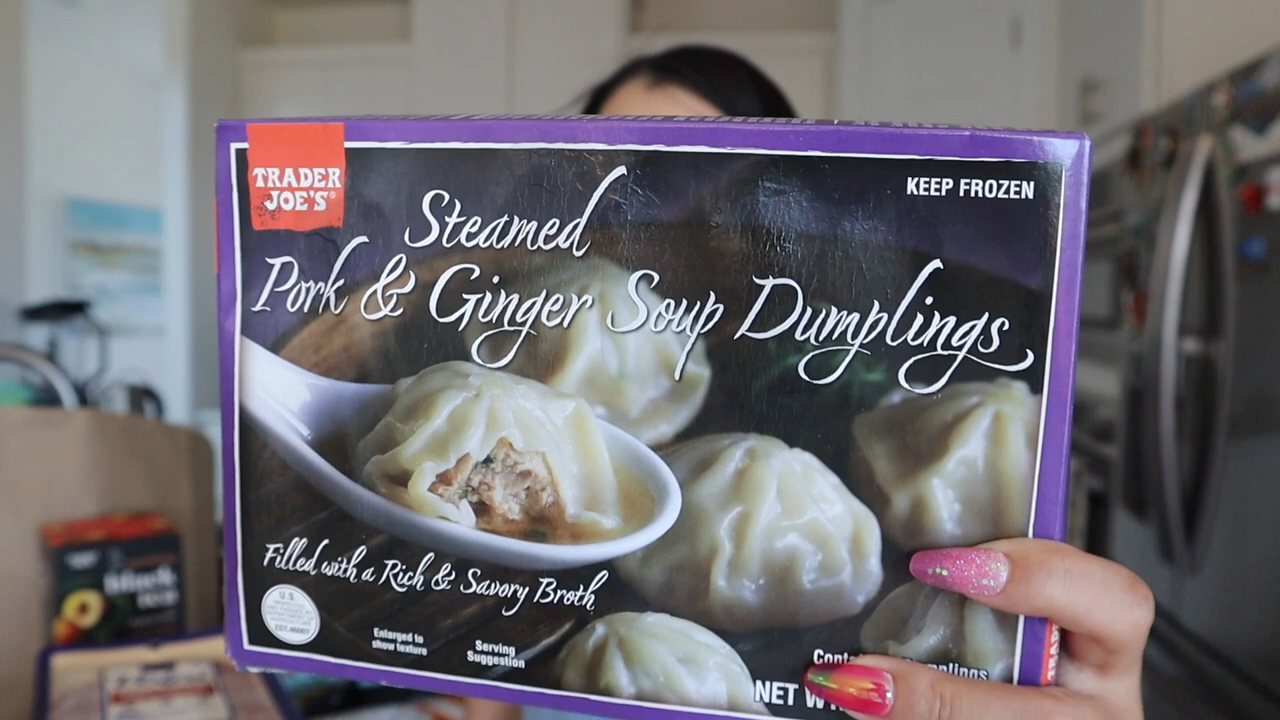 TRADER
JOE'S
KEEP FROZEN
Steamed
Pork & Ginger Soup Dumplings
Filled with a Rich & Savory Broth
U.S.
Enlarged to
show texture
Serving
Suggestion
NET
black